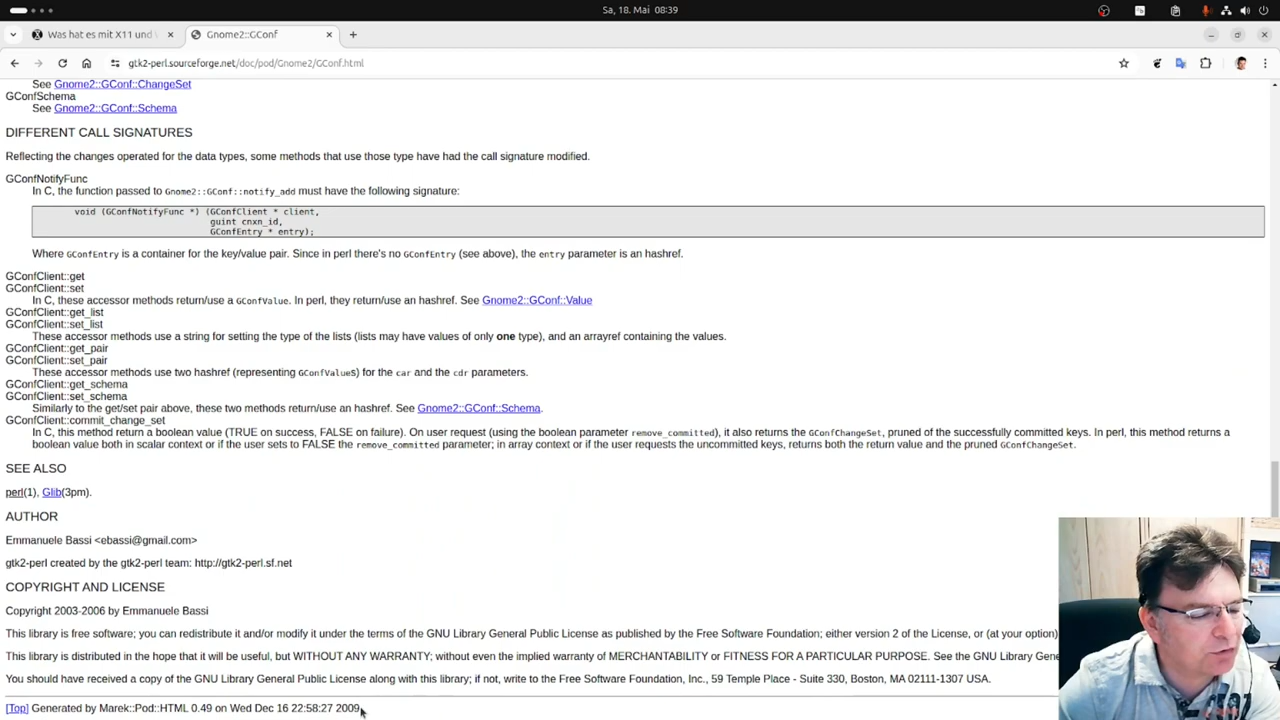 Sa, 18. Mai 08:39
Was hat es mit X11 und
Gnome2::GConf
gtk2-perl.sourceforge.net/doc/pod/Gnome2/GConf.html
See Gnome2::GConf::ChangeSet
GConfSchema
See Gnome2::GConf::Schema
DIFFERENT CALL SIGNATURES
Reflecting the changes operated for the data types, some methods that use those type have had the call signature modified.
GConfNotifyFunc
In C, the function passed to Gnome2::GConf::notify_add must have the following signature:
void (GConfNotifyFunc *) (GConfClient * client,
guint cnxn_id,
GConfEntry * entry);
Where GConfEntry is a container for the key/value pair. Since in perl there's no GConfEntry (see above), the entry parameter is an hashref.
GConfClient::get
GConfClient::set
In C, these accessor methods return/use a GConfValue. In perl, they return/use an hashref. See Gnome2::GConf::Value
GConfClient::get_list
GConfClient::set_list
These accessor methods use a string for setting the type of the lists (lists may have values of only one type), and an arrayref containing the values.
GConfClient::get_pair
GConfClient::set_pair
These accessor methods use two hashref (representing GConfValueS) for the car and the cdr parameters.
GConfClient::get_schema
GConfClient::set_schema
Similarly to the get/set pair above, these two methods return/use an hashref. See Gnome2::GConf::Schema.
GConfClient::commit_change_set
In C, this method return a boolean value (TRUE on success, FALSE on failure). On user request (using the boolean parameter remove_committed), it also returns the GConfChangeSet, pruned of the successfully committed keys. In perl, this method returns a
boolean value both in scalar context or if the user sets to FALSE the remove_committed parameter; in array context or if the user requests the uncommitted keys, returns both the return value and the pruned GConfChangeSet.
SEE ALSO
perl(1), Glib(3pm).
AUTHOR
Emmanuele Bassi <ebassi@gmail.com>
gtk2-perl created by the gtk2-perl team: http://gtk2-perl.sf.net
COPYRIGHT AND LICENSE
Copyright 2003-2006 by Emmanuele Bassi
This library is free software; you can redistribute it and/or modify it under the terms of the GNU Library General Public License as published by the Free Software Foundation; either version 2 of the License, or (at your option)
This library is distributed in the hope that it will be useful, but WITHOUT ANY WARRANTY; without even the implied warranty of MERCHANTABILITY or FITNESS FOR A PARTICULAR PURPOSE. See the GNU Library Gene
You should have received a copy of the GNU Library General Public License along with this library; if not, write to the Free Software Foundation, Inc., 59 Temple Place - Suite 330, Boston, MA 02111-1307 USA.
[Top] Generated by Marek::Pod::HTML 0.49 on Wed Dec 16 22:58:27 2009